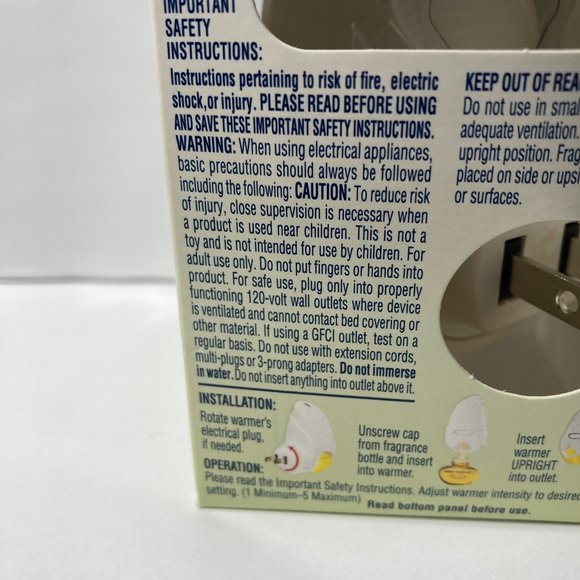 IMPORTANT
SAFETY
INSTRUCTIONS:
Instructions pertaining to risk of fire, electric
shock,or injury. PLEASE READ BEFORE USING
AND SAVE THESE IMPORTANT SAFETY INSTRUCTIONS.
WARNING: When using electrical appliances,
basic precautions should always be followed
including the following: CAUTION: To reduce risk
of injury, close supervision is necessary when
a product is used near children. This is not a
toy and is not intended for use by children. For
adult use only. Do not put fingers or hands into
product. For safe use, plug only into properly
functioning 120-volt wall outlets where device
is ventilated and cannot contact bed covering or
other material. If using a GFCI outlet, test on a
regular basis. Do not use with extension cords,
multi-plugs or 3-prong adapters. Do not immerse
in water. Do not insert anything into outlet above it.
KEEP OUT OF REA
Do not use in smal
adequate ventilation.
upright position. Frag
placed on side or upsi
or surfaces.
INSTALLATION:
Rotate warmer's
electrical plug,
if needed.
Unscrew cap
from fragrance
bottle and insert
into warmer.
Insert
warmer
UPRIGHT
into outlet.
OPERATION:
Please read the Important Safety Instructions. Adjust warmer intensity to desired
setting. (1 Minimum–5 Maximum)
Read bottom panel before use.